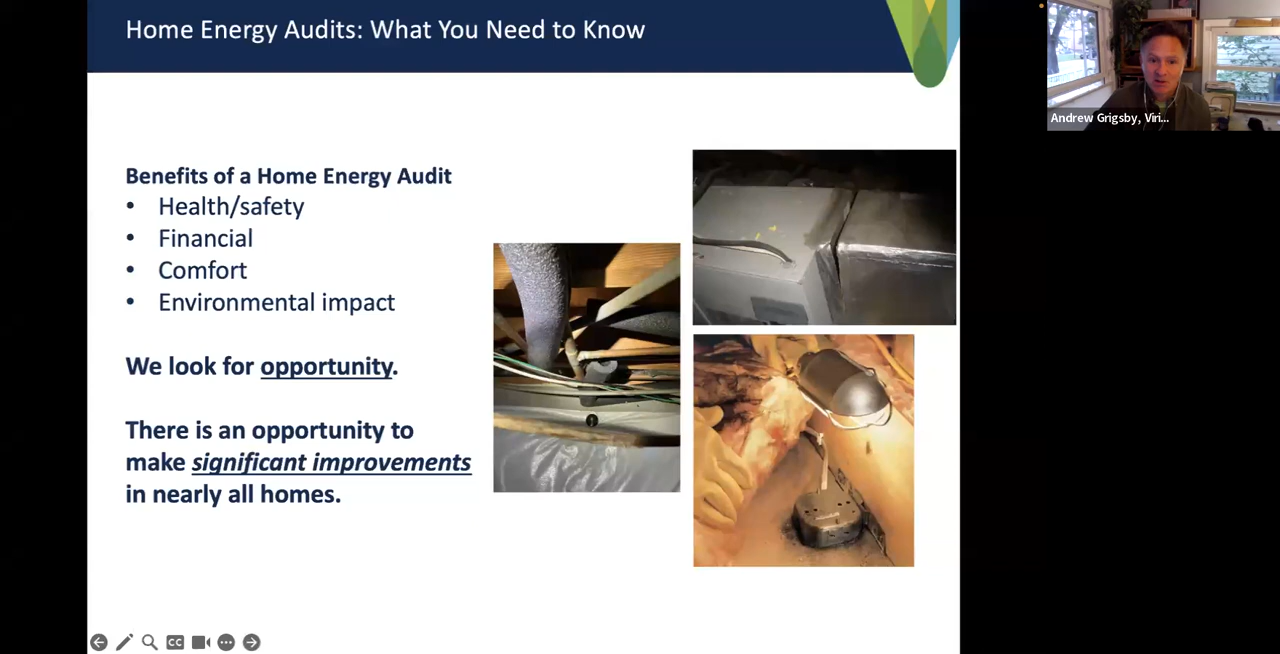 Home Energy Audits: What You Need to Know
Andrew Grigsby, Viri...
Benefits of a Home Energy Audit
• Health/safety
• Financial
• Comfort
• Environmental impact
We look for opportunity.
There is an opportunity to
make significant improvements
in nearly all homes.
CC